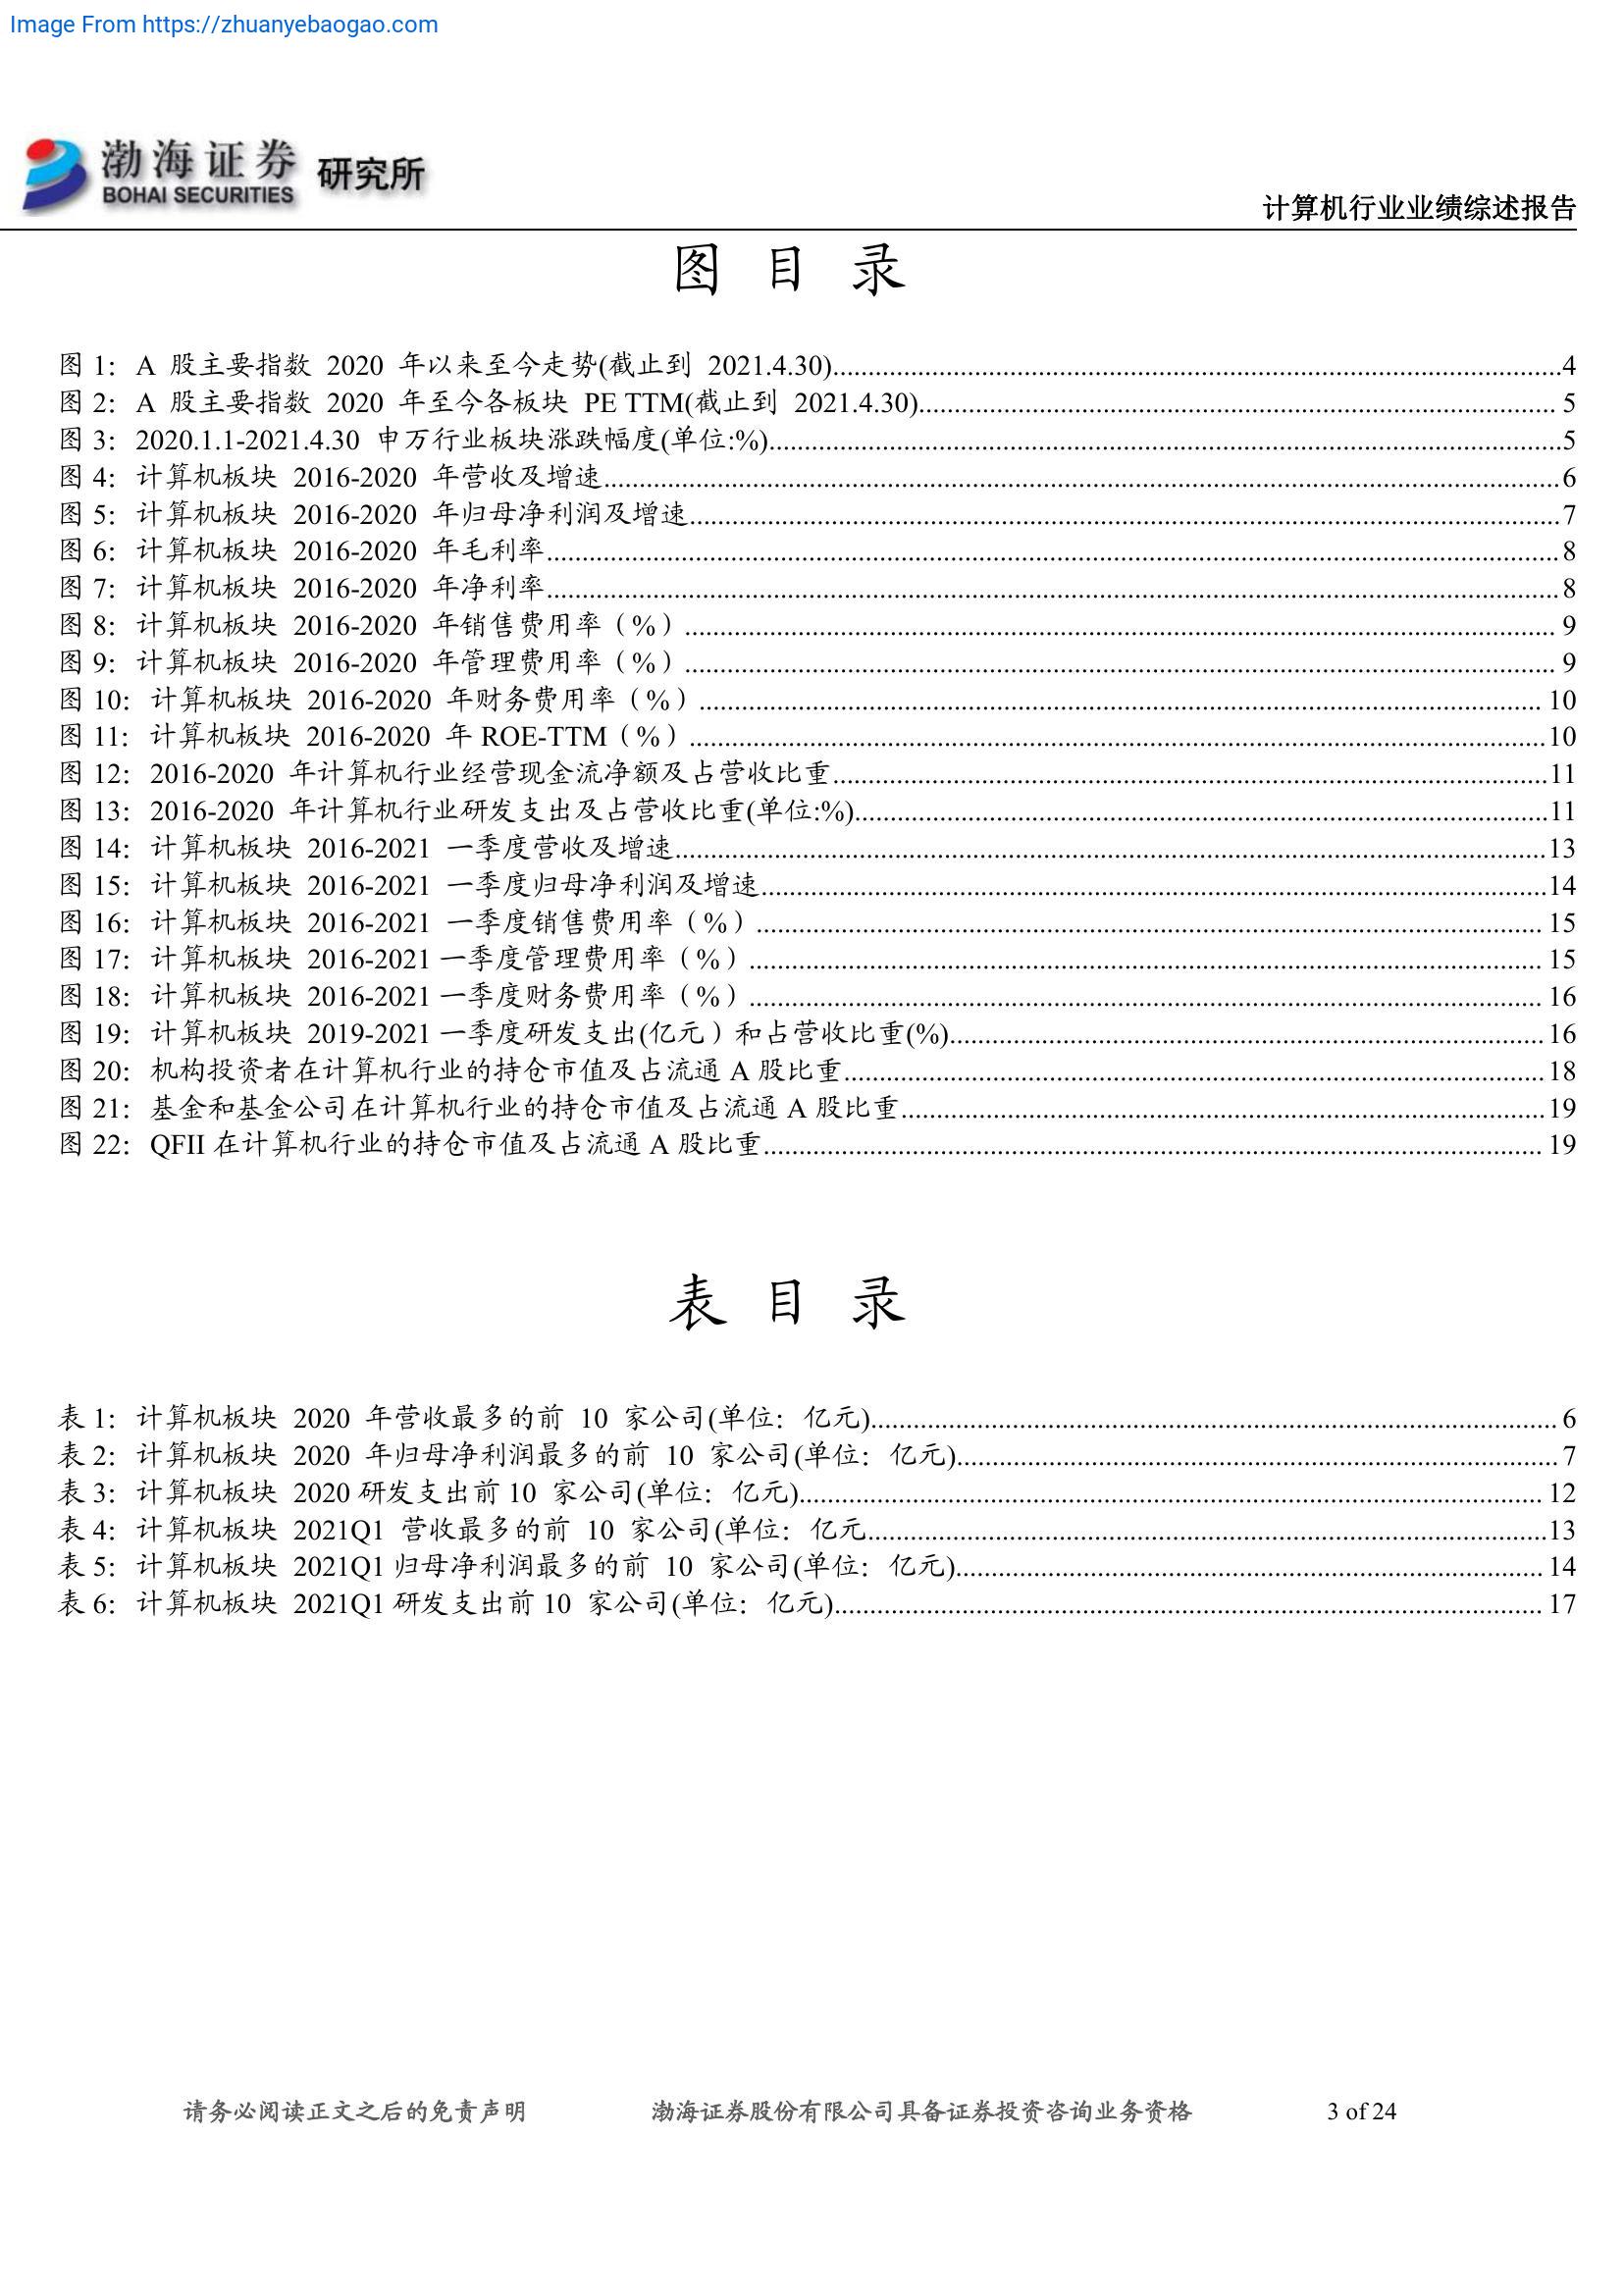 Image From https://zhuanyebaogao.com
渤海证券 研究所
BOHAI SECURITIES
计算机行业业绩综述报告
图 目 录
图 1：A 股主要指数 2020 年以来至今走势(截止到 2021.4.30)....................4
图 2：A 股主要指数 2020 年至今各板块 PE TTM(截止到 2021.4.30).................... 5
图 3：2020.1.1-2021.4.30 申万行业板块涨跌幅度(单位:%)....................5
图 4：计算机板块 2016-2020 年营收及增速....................6
图 5：计算机板块 2016-2020 年归母净利润及增速.................... 7
图 6：计算机板块 2016-2020 年毛利率....................8
图 7：计算机板块 2016-2020 年净利率....................8
图 8：计算机板块 2016-2020 年销售费用率（%）.................... 9
图 9：计算机板块 2016-2020 年管理费用率（%）.................... 9
图 10：计算机板块 2016-2020 年财务费用率（%）.................... 10
图 11：计算机板块 2016-2020 年 ROE-TTM（%）....................10
图 12：2016-2020 年计算机行业经营现金流净额及占营收比重....................11
图 13：2016-2020 年计算机行业研发支出及占营收比重(单位:%)....................11
图 14：计算机板块 2016-2021 一季度营收及增速....................13
图 15：计算机板块 2016-2021 一季度归母净利润及增速....................14
图 16：计算机板块 2016-2021 一季度销售费用率（%）.................... 15
图 17：计算机板块 2016-2021 一季度管理费用率（%）.................... 15
图 18：计算机板块 2016-2021 一季度财务费用率（%）.................... 16
图 19：计算机板块 2019-2021 一季度研发支出(亿元）和占营收比重(%).................... 16
图 20：机构投资者在计算机行业的持仓市值及占流通 A 股比重....................18
图 21：基金和基金公司在计算机行业的持仓市值及占流通 A 股比重....................19
图 22：QFII 在计算机行业的持仓市值及占流通 A 股比重.................... 19
表 目 录
表 1：计算机板块 2020 年营收最多的前 10 家公司(单位：亿元).................... 6
表 2：计算机板块 2020 年归母净利润最多的前 10 家公司(单位：亿元).................... 7
表 3：计算机板块 2020 研发支出前 10 家公司(单位：亿元).................... 12
表 4：计算机板块 2021Q1 营收最多的前 10 家公司(单位：亿元....................13
表 5：计算机板块 2021Q1 归母净利润最多的前 10 家公司(单位：亿元).................... 14
表 6：计算机板块 2021Q1 研发支出前 10 家公司(单位：亿元).................... 17
请务必阅读正文之后的免责声明 渤海证券股份有限公司具备证券投资咨询业务资格 3 of 24